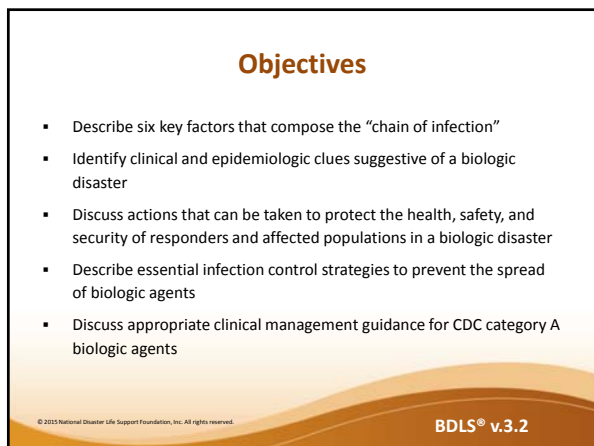 Objectives
▪ Describe six key factors that compose the “chain of infection”
▪ Identify clinical and epidemiologic clues suggestive of a biologic
disaster
▪ Discuss actions that can be taken to protect the health, safety, and
security of responders and affected populations in a biologic disaster
▪ Describe essential infection control strategies to prevent the spread
of biologic agents
▪ Discuss appropriate clinical management guidance for CDC category A
biologic agents
© 2015 National Disaster Life Support Foundation, Inc. All rights reserved.
BDLS® v.3.2